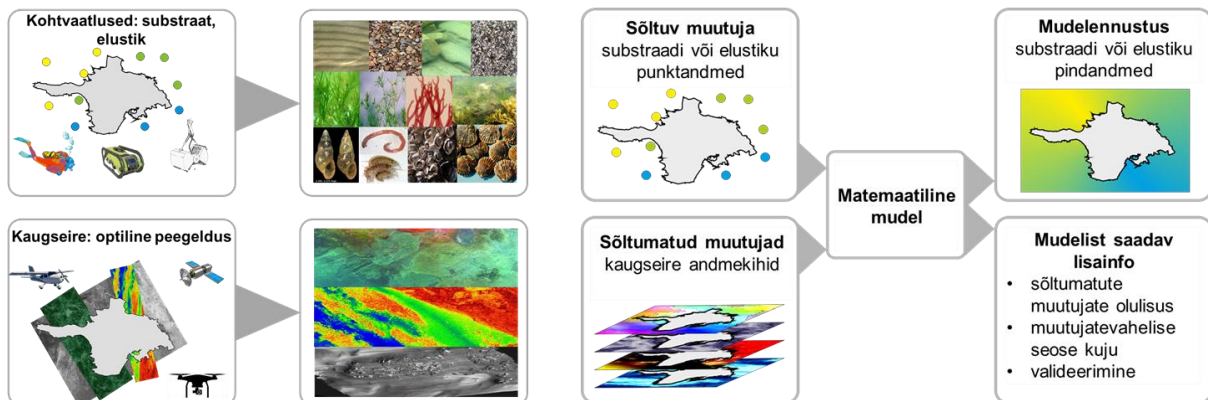 Kohtvaatlused: substraat,
elustik
Kaugseire: optiline peegeldus
Sõltuv muutuja
substraadi või elustiku
punktandmed
Sõltumatud muutujad
kaugseire andmekihid
Matemaatiline
mudel
Mudelennustus
substraadi või elustiku
pindandmed
Mudelist saadav
lisainfo
• sõltumatute
muutujate olulisus
• muutujatevahelise
seose kuju
• valideerimine